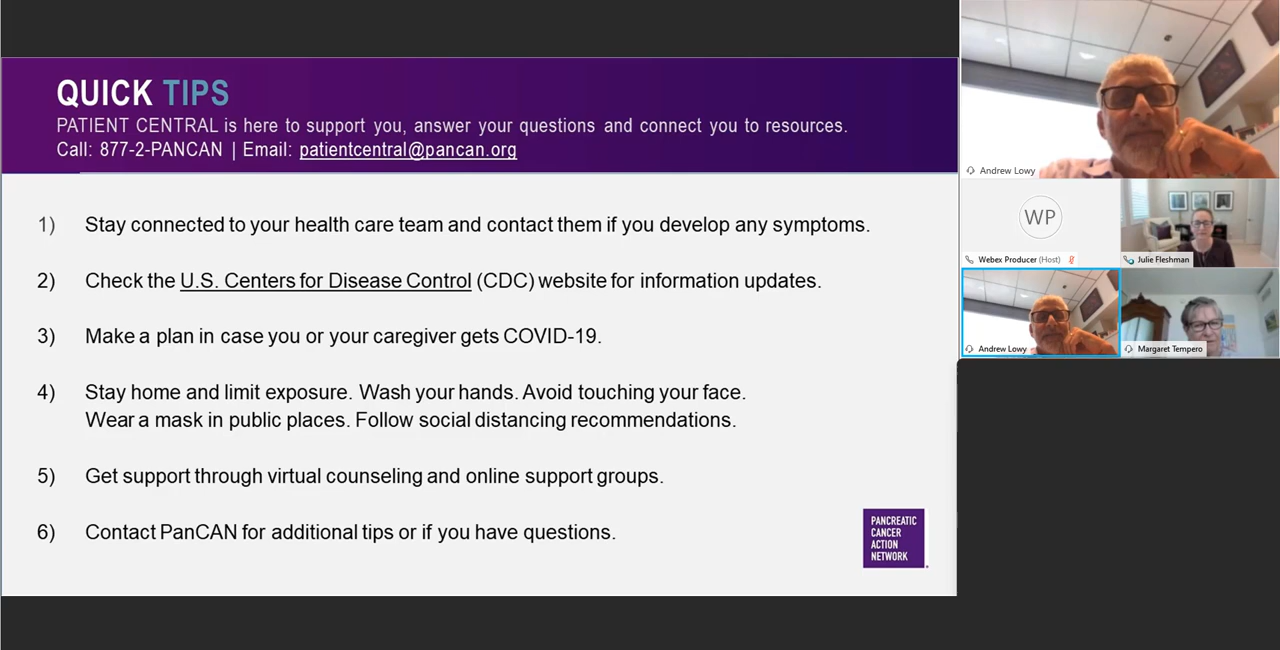 QUICK TIPS
PATIENT CENTRAL is here to support you, answer your questions and connect you to resources.
Call: 877-2-PANCAN | Email: patientcentral@pancan.org
1) Stay connected to your health care team and contact them if you develop any symptoms.
2) Check the U.S. Centers for Disease Control (CDC) website for information updates.
3) Make a plan in case you or your caregiver gets COVID-19.
4) Stay home and limit exposure. Wash your hands. Avoid touching your face.
Wear a mask in public places. Follow social distancing recommendations.
5) Get support through virtual counseling and online support groups.
6) Contact PanCAN for additional tips or if you have questions.
PANCREATIC
CANCER
ACTION
NETWORK
Andrew Lowy
WP
Webex Producer (Host)
Julie Fleshman
Andrew Lowy
Margaret Tempero